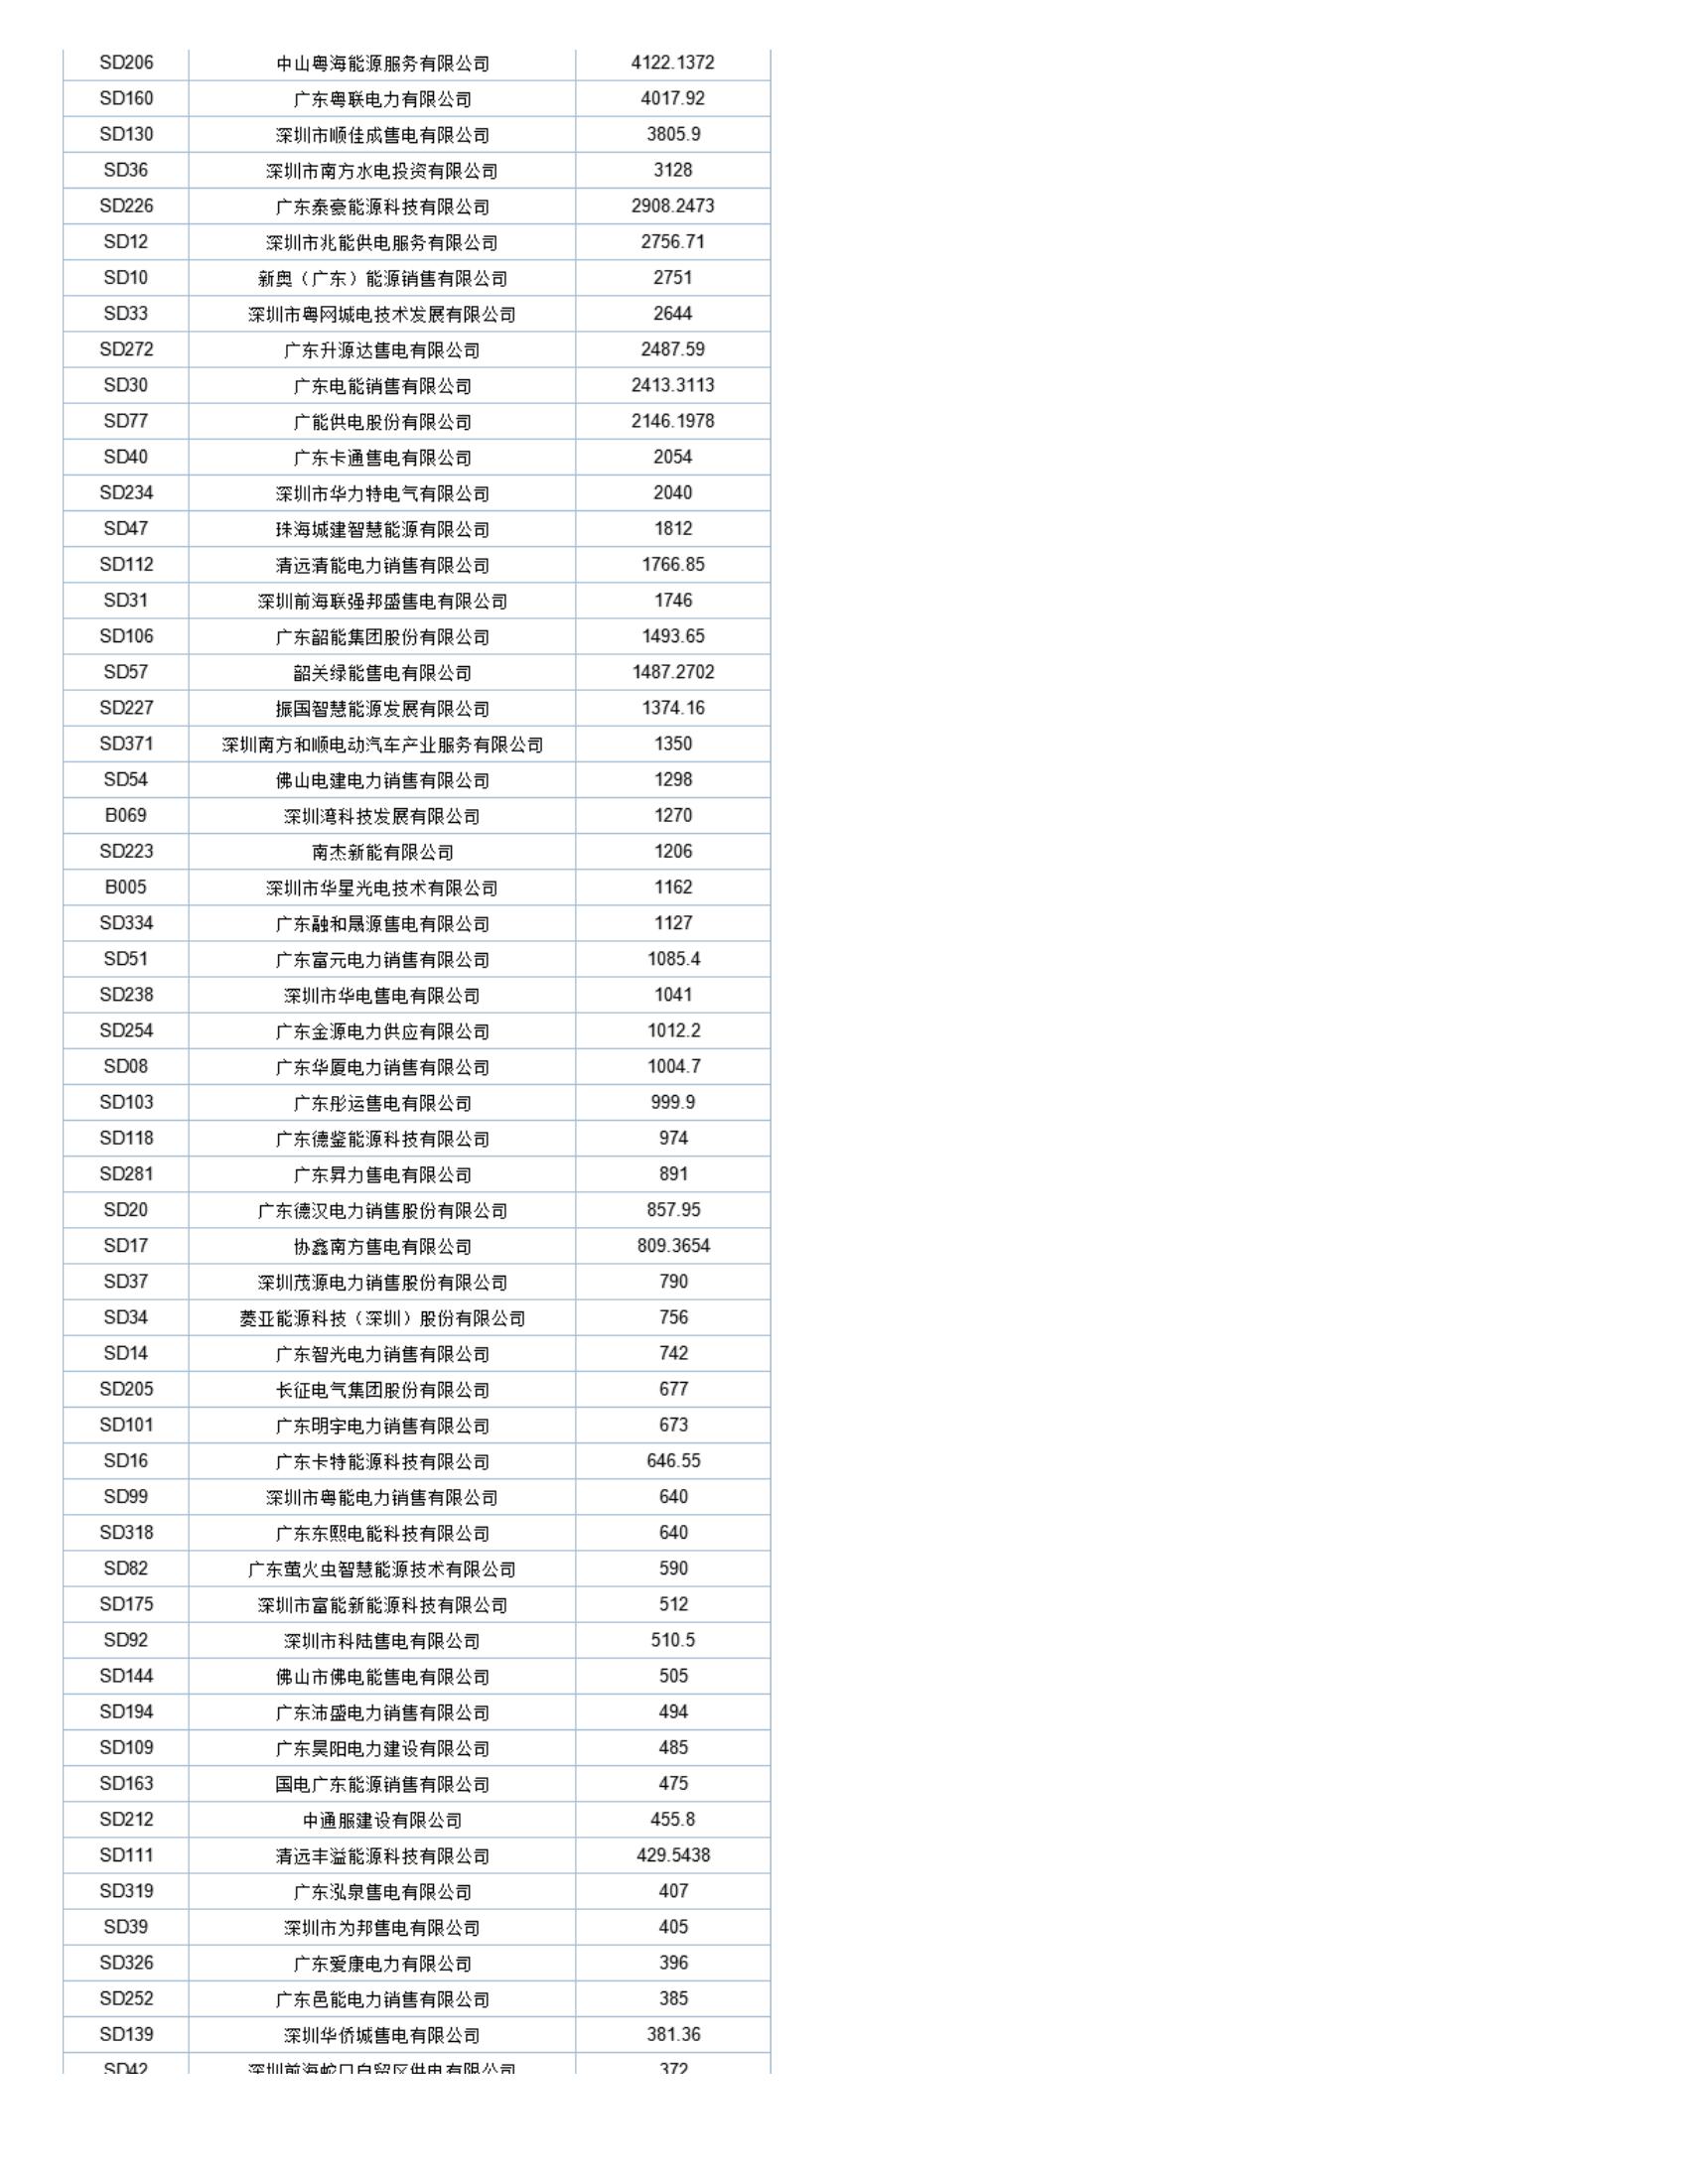 SD206 中山粤海能源服务有限公司 4122.1372
SD160 广东粤联电力有限公司 4017.92
SD130 深圳市顺佳成售电有限公司 3805.9
SD36 深圳市南方水电投资有限公司 3128
SD226 广东泰豪能源科技有限公司 2908.2473
SD12 深圳市兆能供电服务有限公司 2756.71
SD10 新奥（广东）能源销售有限公司 2751
SD33 深圳市粤网城电技术发展有限公司 2644
SD272 广东升源达售电有限公司 2487.59
SD30 广东电能销售有限公司 2413.3113
SD77 广能供电股份有限公司 2146.1978
SD40 广东卡通售电有限公司 2054
SD234 深圳市华力特电气有限公司 2040
SD47 珠海城建智慧能源有限公司 1812
SD112 清远清能电力销售有限公司 1766.85
SD31 深圳前海联强邦盛售电有限公司 1746
SD106 广东韶能集团股份有限公司 1493.65
SD57 韶关绿能售电有限公司 1487.2702
SD227 振国智慧能源发展有限公司 1374.16
SD371 深圳南方和顺电动汽车产业服务有限公司 1350
SD54 佛山电建电力销售有限公司 1298
B069 深圳湾科技发展有限公司 1270
SD223 南杰新能有限公司 1206
B005 深圳市华星光电技术有限公司 1162
SD334 广东融和晟源售电有限公司 1127
SD51 广东富元电力销售有限公司 1085.4
SD238 深圳市华电售电有限公司 1041
SD254 广东金源电力供应有限公司 1012.2
SD08 广东华厦电力销售有限公司 1004.7
SD103 广东彤运售电有限公司 999.9
SD118 广东德鉴能源科技有限公司 974
SD281 广东昇力售电有限公司 891
SD20 广东德汉电力销售股份有限公司 857.95
SD17 协鑫南方售电有限公司 809.3654
SD37 深圳茂源电力销售股份有限公司 790
SD34 菱亚能源科技（深圳）股份有限公司 756
SD14 广东智光电力销售有限公司 742
SD205 长征电气集团股份有限公司 677
SD101 广东明宇电力销售有限公司 673
SD16 广东卡特能源科技有限公司 646.55
SD99 深圳市粤能电力销售有限公司 640
SD318 广东东熙电能科技有限公司 640
SD82 广东萤火虫智慧能源技术有限公司 590
SD175 深圳市富能新能源科技有限公司 512
SD92 深圳市科陆售电有限公司 510.5
SD144 佛山市佛电能售电有限公司 505
SD194 广东沛盛电力销售有限公司 494
SD109 广东昊阳电力建设有限公司 485
SD163 国电广东能源销售有限公司 475
SD212 中通服建设有限公司 455.8
SD111 清远丰溢能源科技有限公司 429.5438
SD319 广东泓泉售电有限公司 407
SD39 深圳市为邦售电有限公司 405
SD326 广东爱康电力有限公司 396
SD252 广东邑能电力销售有限公司 385
SD139 深圳华侨城售电有限公司 381.36
SD42 深圳前海蛇口自贸区供电有限公司 372